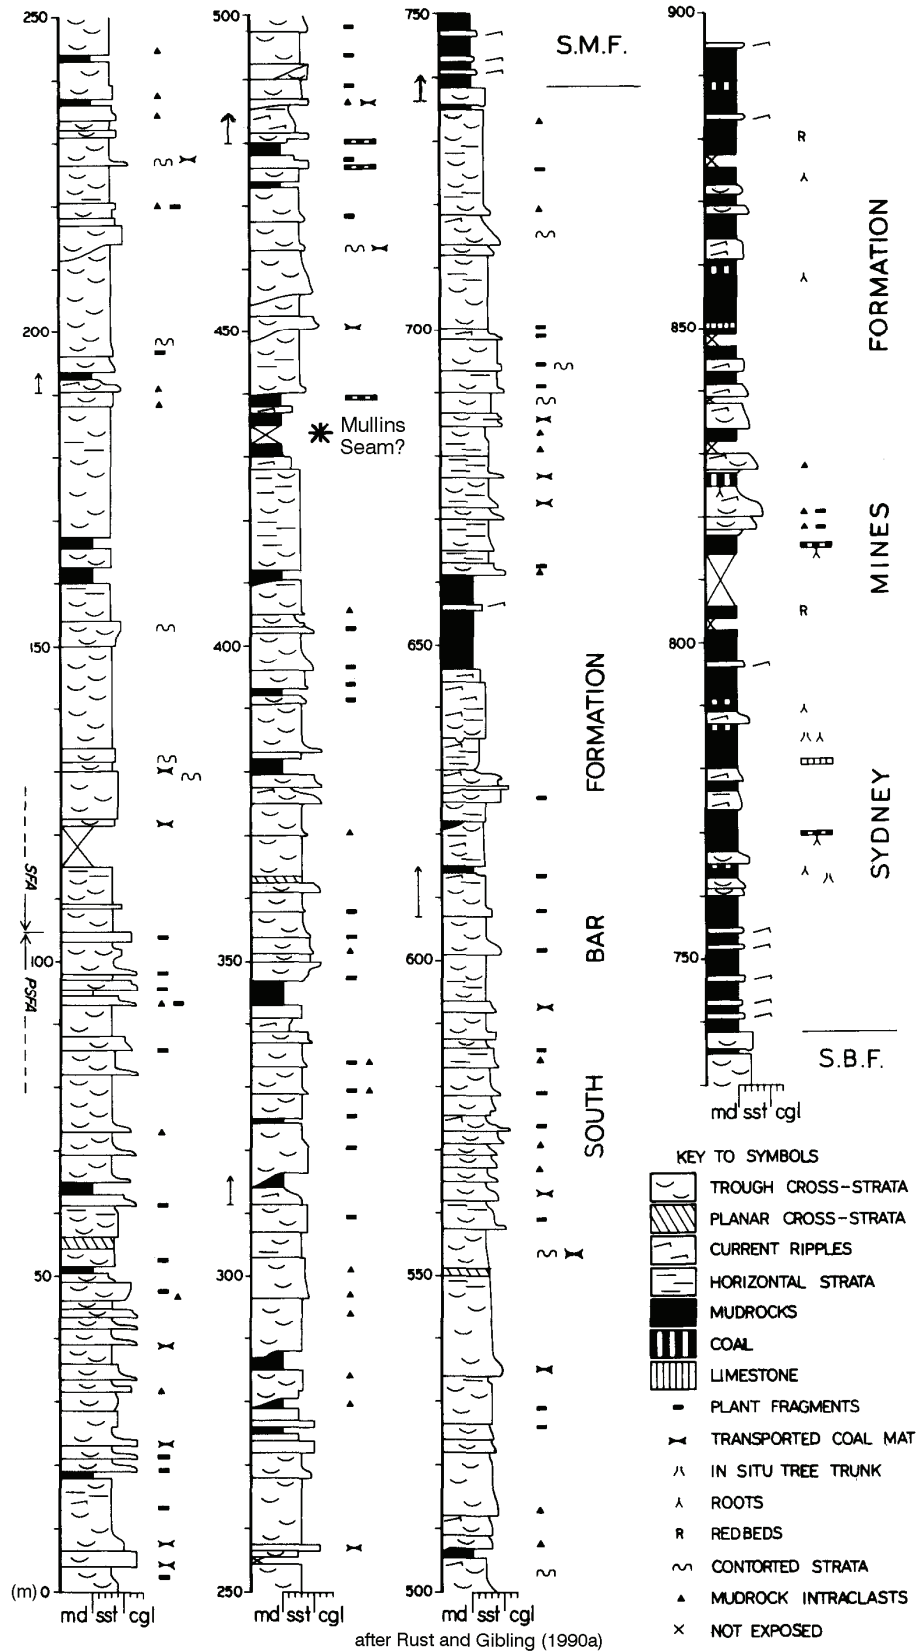 250
200
150
100
50
(m) 0
SFA
PSFA
md sst cgl
500
450
400
350
300
250
Mullins
Seam?
md sst cgl
750
700
650
600
550
500
S.M.F.
SOUTH BAR FORMATION
md sst cgl
900
850
800
750
R
R
SYDNEY MINES FORMATION
S.B.F.
md sst cgl
KEY TO SYMBOLS
TROUGH CROSS-STRATA
PLANAR CROSS-STRATA
CURRENT RIPPLES
HORIZONTAL STRATA
MUDROCKS
COAL
LIMESTONE
PLANT FRAGMENTS
TRANSPORTED COAL MAT
IN SITU TREE TRUNK
ROOTS
R REDBEDS
CONTORTED STRATA
MUDROCK INTRACLASTS
NOT EXPOSED
after Rust and Gibling (1990a)